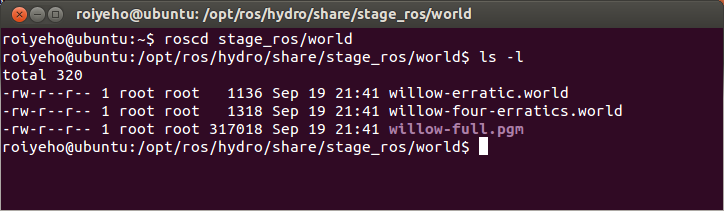 roiyeho@ubuntu: /opt/ros/hydro/share/stage_ros/world
roiyeho@ubuntu:~$ roscd stage_ros/world
roiyeho@ubuntu:/opt/ros/hydro/share/stage_ros/world$ ls -l
total 320
-rw-r--r-- 1 root root   1136 Sep 19 21:41 willow-erratic.world
-rw-r--r-- 1 root root   1318 Sep 19 21:41 willow-four-erratics.world
-rw-r--r-- 1 root root 317018 Sep 19 21:41 willow-full.pgm
roiyeho@ubuntu:/opt/ros/hydro/share/stage_ros/world$